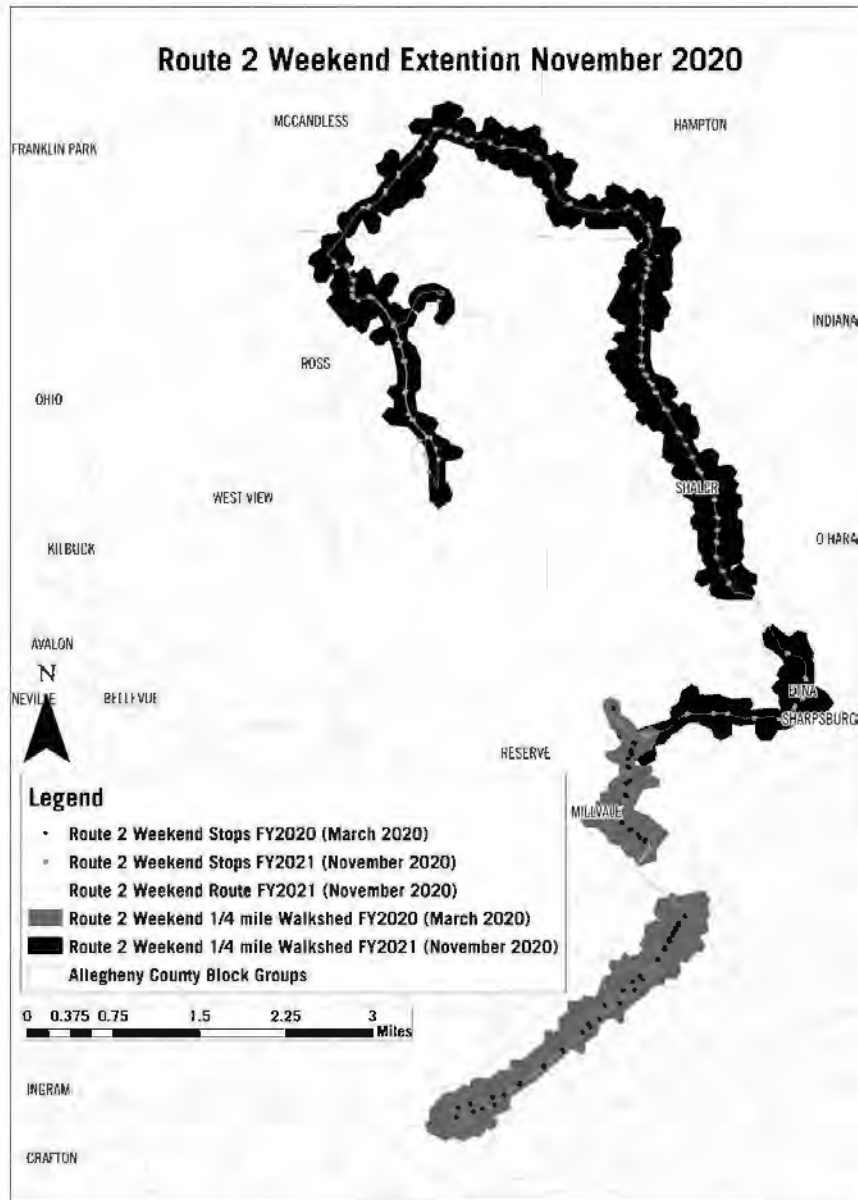 Route 2 Weekend Extention November 2020
MCCANDLESS
HAMPTON
FRANKLIN PARK
INDIANA
ROSS
OHIO
SHALER
WEST VIEW
O HARA
KILBUCK
AVALON
N
NEVILLE
BELLEVUE
ETNA
SHARPSBURG
RESERVE
MILLVALE
Legend
Route 2 Weekend Stops FY2020 (March 2020)
Route 2 Weekend Stops FY2021 (November 2020)
Route 2 Weekend Route FY2021 (November 2020)
Route 2 Weekend 1/4 mile Walkshed FY2020 (March 2020)
Route 2 Weekend 1/4 mile Walkshed FY2021 (November 2020)
Allegheny County Block Groups
0 0.375 0.75 1.5 2.25 3
Miles
INGRAM
CRAFTON